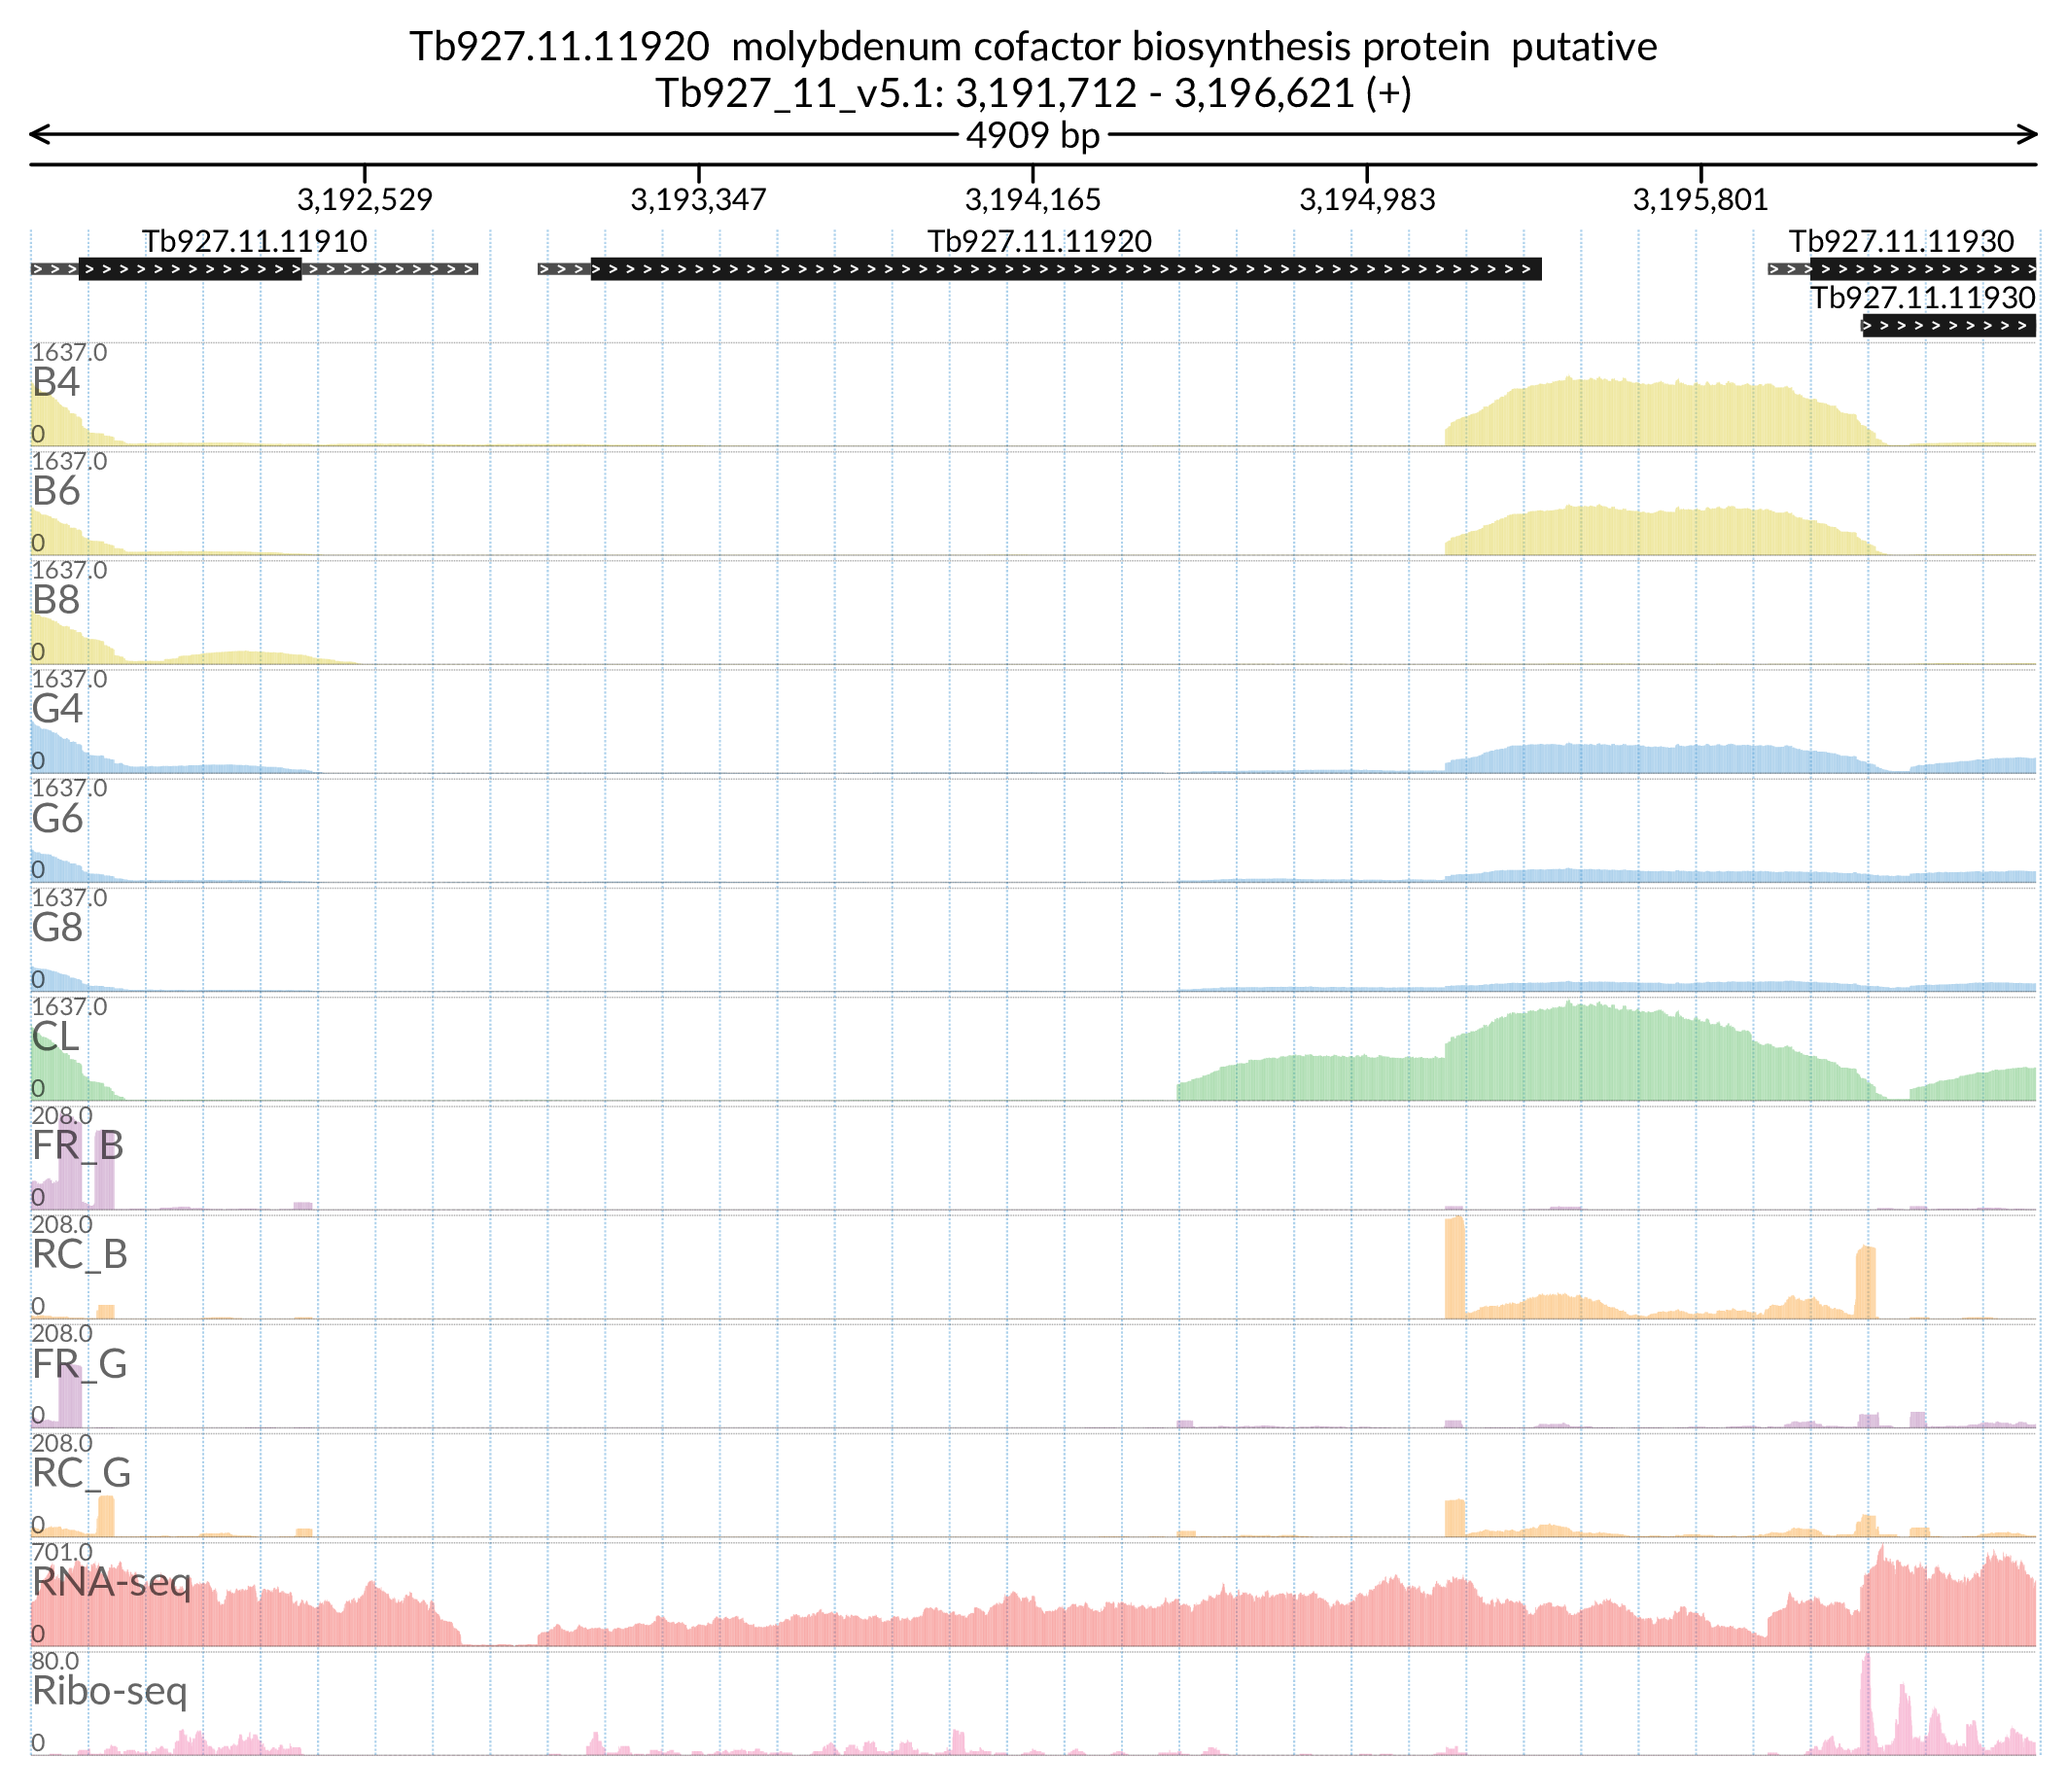 Tb927.11.11920  molybdenum cofactor biosynthesis protein  putative
Tb927_11_v5.1: 3,191,712 - 3,196,621 (+)
4909 bp
3,192,529 3,193,347 3,194,165 3,194,983 3,195,801
Tb927.11.11910 Tb927.11.11920 Tb927.11.11930
Tb927.11.11930
1637.0
B4
0
1637.0
B6
0
1637.0
B8
0
1637.0
G4
0
1637.0
G6
0
1637.0
G8
0
1637.0
CL
0
208.0
FR_B
0
208.0
RC_B
0
208.0
FR_G
0
208.0
RC_G
0
701.0
RNA-seq
0
80.0
Ribo-seq
0